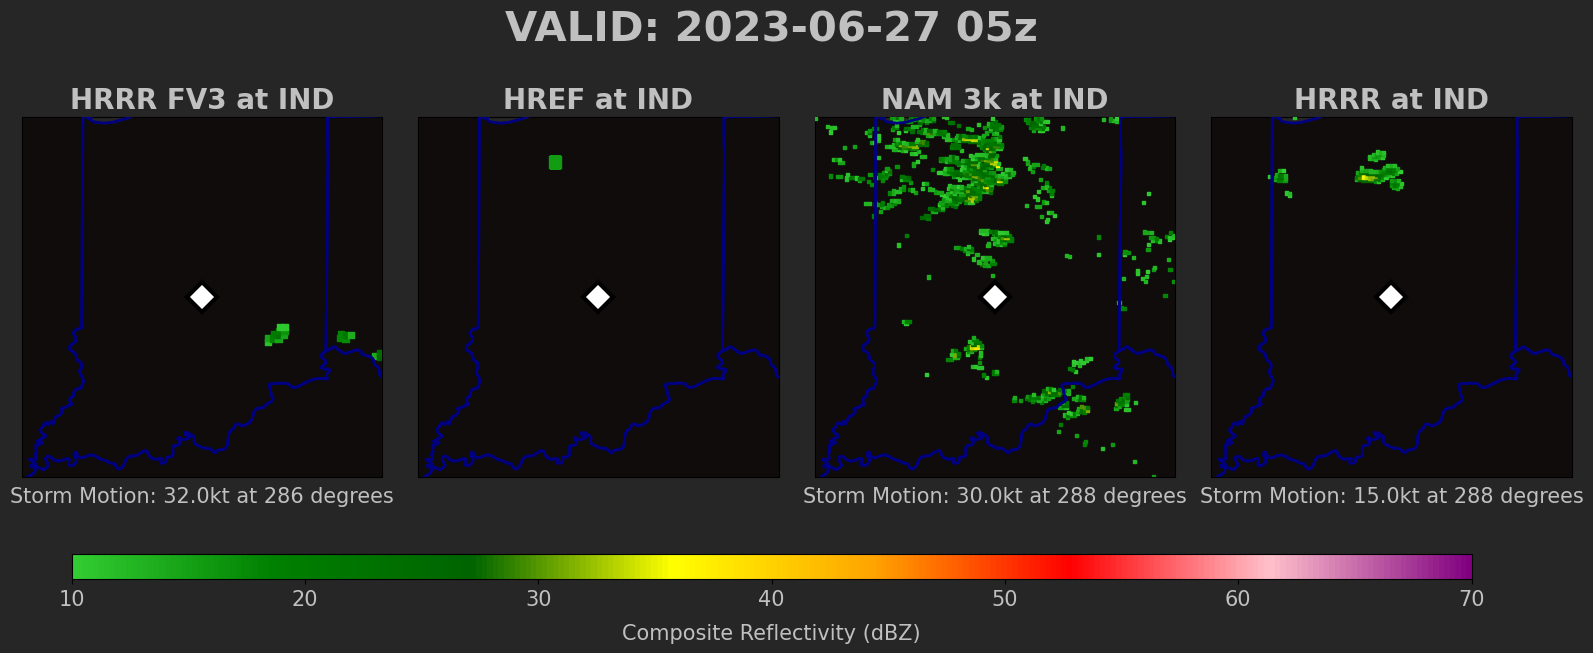 VALID: 2023-06-27 05z
HRRR FV3 at IND
HREF at IND
NAM 3k at IND
HRRR at IND
Storm Motion: 32.0kt at 286 degrees
Storm Motion: 30.0kt at 288 degrees
Storm Motion: 15.0kt at 288 degrees
10 20 30 40 50 60 70
Composite Reflectivity (dBZ)